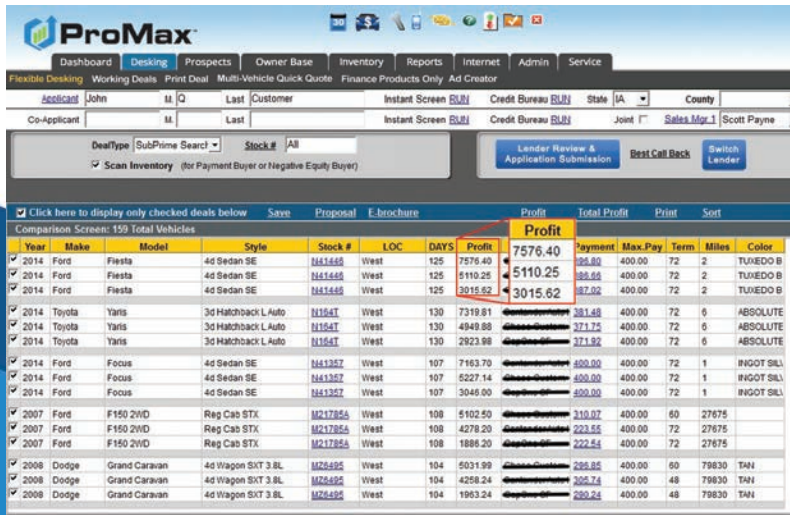 ProMax
Dashboard Desking Prospects Owner Base Inventory Reports Internet Admin Service
Flexible Desking Working Deals Print Deal Multi-Vehicle Quick Quote Finance Products Only Ad Creator
Applicant John M. Q Last Customer Instant Screen RUN Credit Bureau RUN State IA County
Co-Applicant M. Last Instant Screen RUN Credit Bureau RUN Joint Sales Mgr 1 Scott Payne
DealType SubPrime Search Stock # All
Scan Inventory (for Payment Buyer or Negative Equity Buyer)
Lender Review & Application Submission Best Call Back Switch Lender
Click here to display only checked deals below Save Proposal E-brochure Profit Total Profit Print Sort
Comparison Screen: 159 Total Vehicles
Profit
7576.40
5110.25
3015.62
Year Make Model Style Stock # LOC DAYS Profit Payment Max.Pay Term Miles Color
2014 Ford Fiesta 4d Sedan SE N41446 West 125 7576.40 400.00 72 2 TUXEDO B
2014 Ford Fiesta 4d Sedan SE N41446 West 125 5110.25 400.00 72 2 TUXEDO B
2014 Ford Fiesta 4d Sedan SE N41446 West 125 3015.62 400.00 72 2 TUXEDO B
2014 Toyota Yaris 3d Hatchback L Auto N164T West 130 7319.81 381.48 400.00 72 6 ABSOLUTE
2014 Toyota Yaris 3d Hatchback L Auto N164T West 130 4949.88 371.75 400.00 72 6 ABSOLUTE
2014 Toyota Yaris 3d Hatchback L Auto N164T West 130 2923.98 371.92 400.00 72 6 ABSOLUTE
2014 Ford Focus 4d Sedan SE N41357 West 107 7163.70 400.00 400.00 72 1 INGOT SILV
2014 Ford Focus 4d Sedan SE N41357 West 107 5227.14 400.00 400.00 72 1 INGOT SILV
2014 Ford Focus 4d Sedan SE N41357 West 107 3046.00 400.00 400.00 72 1 INGOT SILV
2007 Ford F150 2WD Reg Cab STX M21785A West 108 5102.50 310.07 400.00 60 27675
2007 Ford F150 2WD Reg Cab STX M21785A West 108 4278.20 223.55 400.00 72 27675
2007 Ford F150 2WD Reg Cab STX M21785A West 108 1886.20 222.54 400.00 72 27675
2008 Dodge Grand Caravan 4d Wagon SXT 3.8L MZ6495 West 104 5031.99 296.85 400.00 60 79830 TAN
2008 Dodge Grand Caravan 4d Wagon SXT 3.8L MZ6495 West 104 4258.24 305.74 400.00 48 79830 TAN
2008 Dodge Grand Caravan 4d Wagon SXT 3.8L MZ6495 West 104 1963.24 290.24 400.00 48 79830 TAN